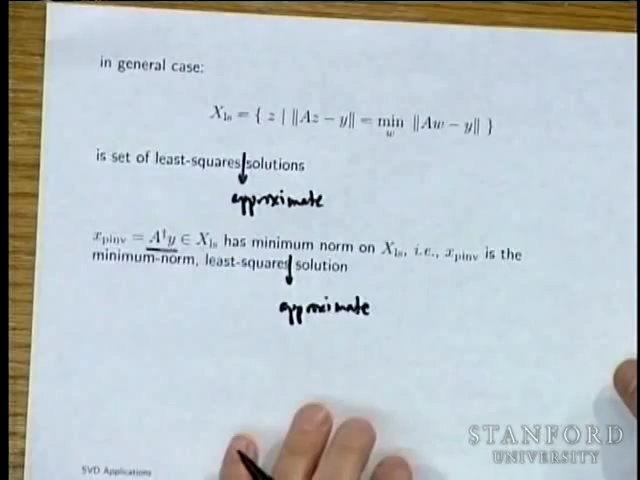 in general case:
X_ls = { z | ‖Az − y‖ = min_w ‖Aw − y‖ }
is set of least-squares solutions
approximate
x_pinv = A†y ∈ X_ls has minimum norm on X_ls, i.e., x_pinv is the
minimum-norm, least-squares solution
approximate
STANFORD
UNIVERSITY
SVD Applications